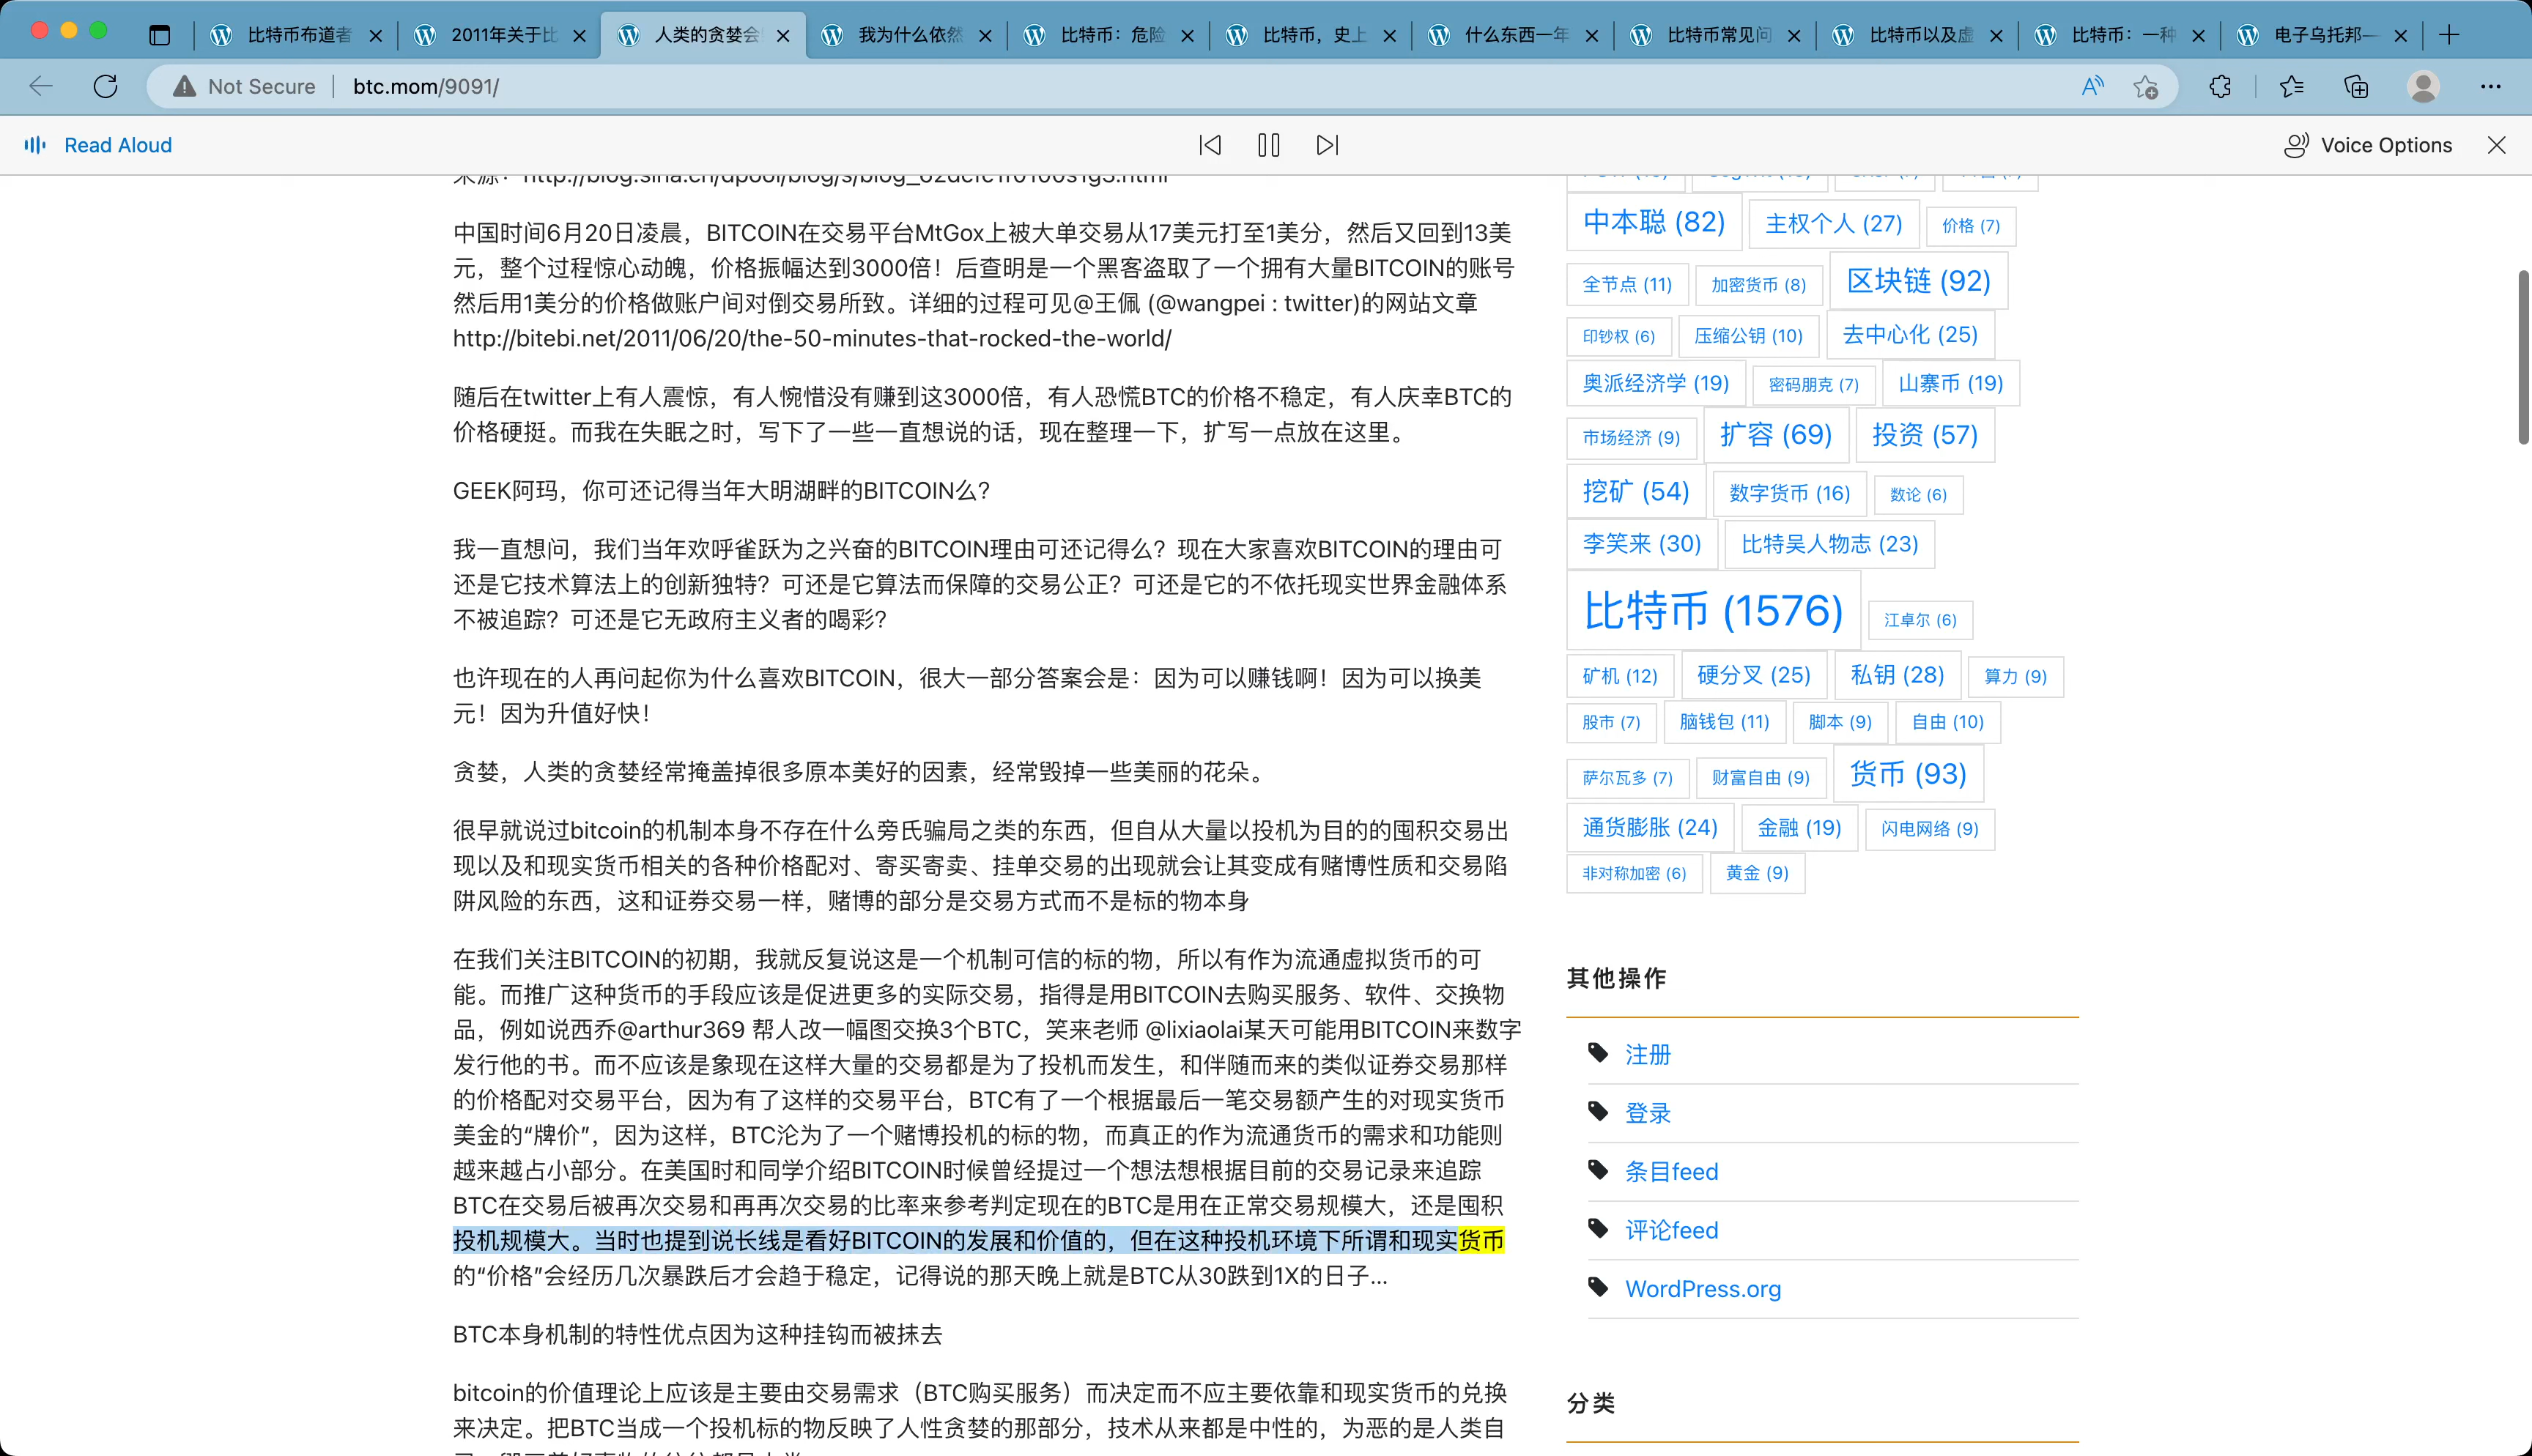 比特币布道者
2011年关于比
人类的贪婪会
我为什么依然
比特币：危险
比特币，史上
什么东西一年
比特币常见问
比特币以及虚
比特币：一种
电子乌托邦—
Not Secure
btc.mom/9091/
Read Aloud
Voice Options
中国时间6月20日凌晨，BITCOIN在交易平台MtGox上被大单交易从17美元打至1美分，然后又回到13美
元，整个过程惊心动魄，价格振幅达到3000倍！后查明是一个黑客盗取了一个拥有大量BITCOIN的账号
然后用1美分的价格做账户间对倒交易所致。详细的过程可见@王佩 (@wangpei : twitter)的网站文章
http://bitebi.net/2011/06/20/the-50-minutes-that-rocked-the-world/
随后在twitter上有人震惊，有人惋惜没有赚到这3000倍，有人恐慌BTC的价格不稳定，有人庆幸BTC的
价格硬挺。而我在失眠之时，写下了一些一直想说的话，现在整理一下，扩写一点放在这里。
GEEK阿玛，你可还记得当年大明湖畔的BITCOIN么？
我一直想问，我们当年欢呼雀跃为之兴奋的BITCOIN理由可还记得么？现在大家喜欢BITCOIN的理由可
还是它技术算法上的创新独特？可还是它算法而保障的交易公正？可还是它的不依托现实世界金融体系
不被追踪？可还是它无政府主义者的喝彩？
也许现在的人再问起你为什么喜欢BITCOIN，很大一部分答案会是：因为可以赚钱啊！因为可以换美
元！因为升值好快！
贪婪，人类的贪婪经常掩盖掉很多原本美好的因素，经常毁掉一些美丽的花朵。
很早就说过bitcoin的机制本身不存在什么旁氏骗局之类的东西，但自从大量以投机为目的的囤积交易出
现以及和现实货币相关的各种价格配对、寄买寄卖、挂单交易的出现就会让其变成有赌博性质和交易陷
阱风险的东西，这和证券交易一样，赌博的部分是交易方式而不是标的物本身
在我们关注BITCOIN的初期，我就反复说这是一个机制可信的标的物，所以有作为流通虚拟货币的可
能。而推广这种货币的手段应该是促进更多的实际交易，指得是用BITCOIN去购买服务、软件、交换物
品，例如说西乔@arthur369 帮人改一幅图交换3个BTC，笑来老师 @lixiaolai某天可能用BITCOIN来数字
发行他的书。而不应该是象现在这样大量的交易都是为了投机而发生，和伴随而来的类似证券交易那样
的价格配对交易平台，因为有了这样的交易平台，BTC有了一个根据最后一笔交易额产生的对现实货币
美金的“牌价”，因为这样，BTC沦为了一个赌博投机的标的物，而真正的作为流通货币的需求和功能则
越来越占小部分。在美国时和同学介绍BITCOIN时候曾经提过一个想法想根据目前的交易记录来追踪
BTC在交易后被再次交易和再再次交易的比率来参考判定现在的BTC是用在正常交易规模大，还是囤积
投机规模大。当时也提到说长线是看好BITCOIN的发展和价值的，但在这种投机环境下所谓和现实货币
的“价格”会经历几次暴跌后才会趋于稳定，记得说的那天晚上就是BTC从30跌到1X的日子...
BTC本身机制的特性优点因为这种挂钩而被抹去
bitcoin的价值理论上应该是主要由交易需求（BTC购买服务）而决定而不应主要依靠和现实货币的兑换
来决定。把BTC当成一个投机标的物反映了人性贪婪的那部分，技术从来都是中性的，为恶的是人类自
中本聪 (82) 主权个人 (27) 价格 (7)
全节点 (11) 加密货币 (8) 区块链 (92)
印钞权 (6) 压缩公钥 (10) 去中心化 (25)
奥派经济学 (19) 密码朋克 (7) 山寨币 (19)
市场经济 (9) 扩容 (69) 投资 (57)
挖矿 (54) 数字货币 (16) 数论 (6)
李笑来 (30) 比特吴人物志 (23)
比特币 (1576) 江卓尔 (6)
矿机 (12) 硬分叉 (25) 私钥 (28) 算力 (9)
股市 (7) 脑钱包 (11) 脚本 (9) 自由 (10)
萨尔瓦多 (7) 财富自由 (9) 货币 (93)
通货膨胀 (24) 金融 (19) 闪电网络 (9)
非对称加密 (6) 黄金 (9)
其他操作
注册
登录
条目feed
评论feed
WordPress.org
分类